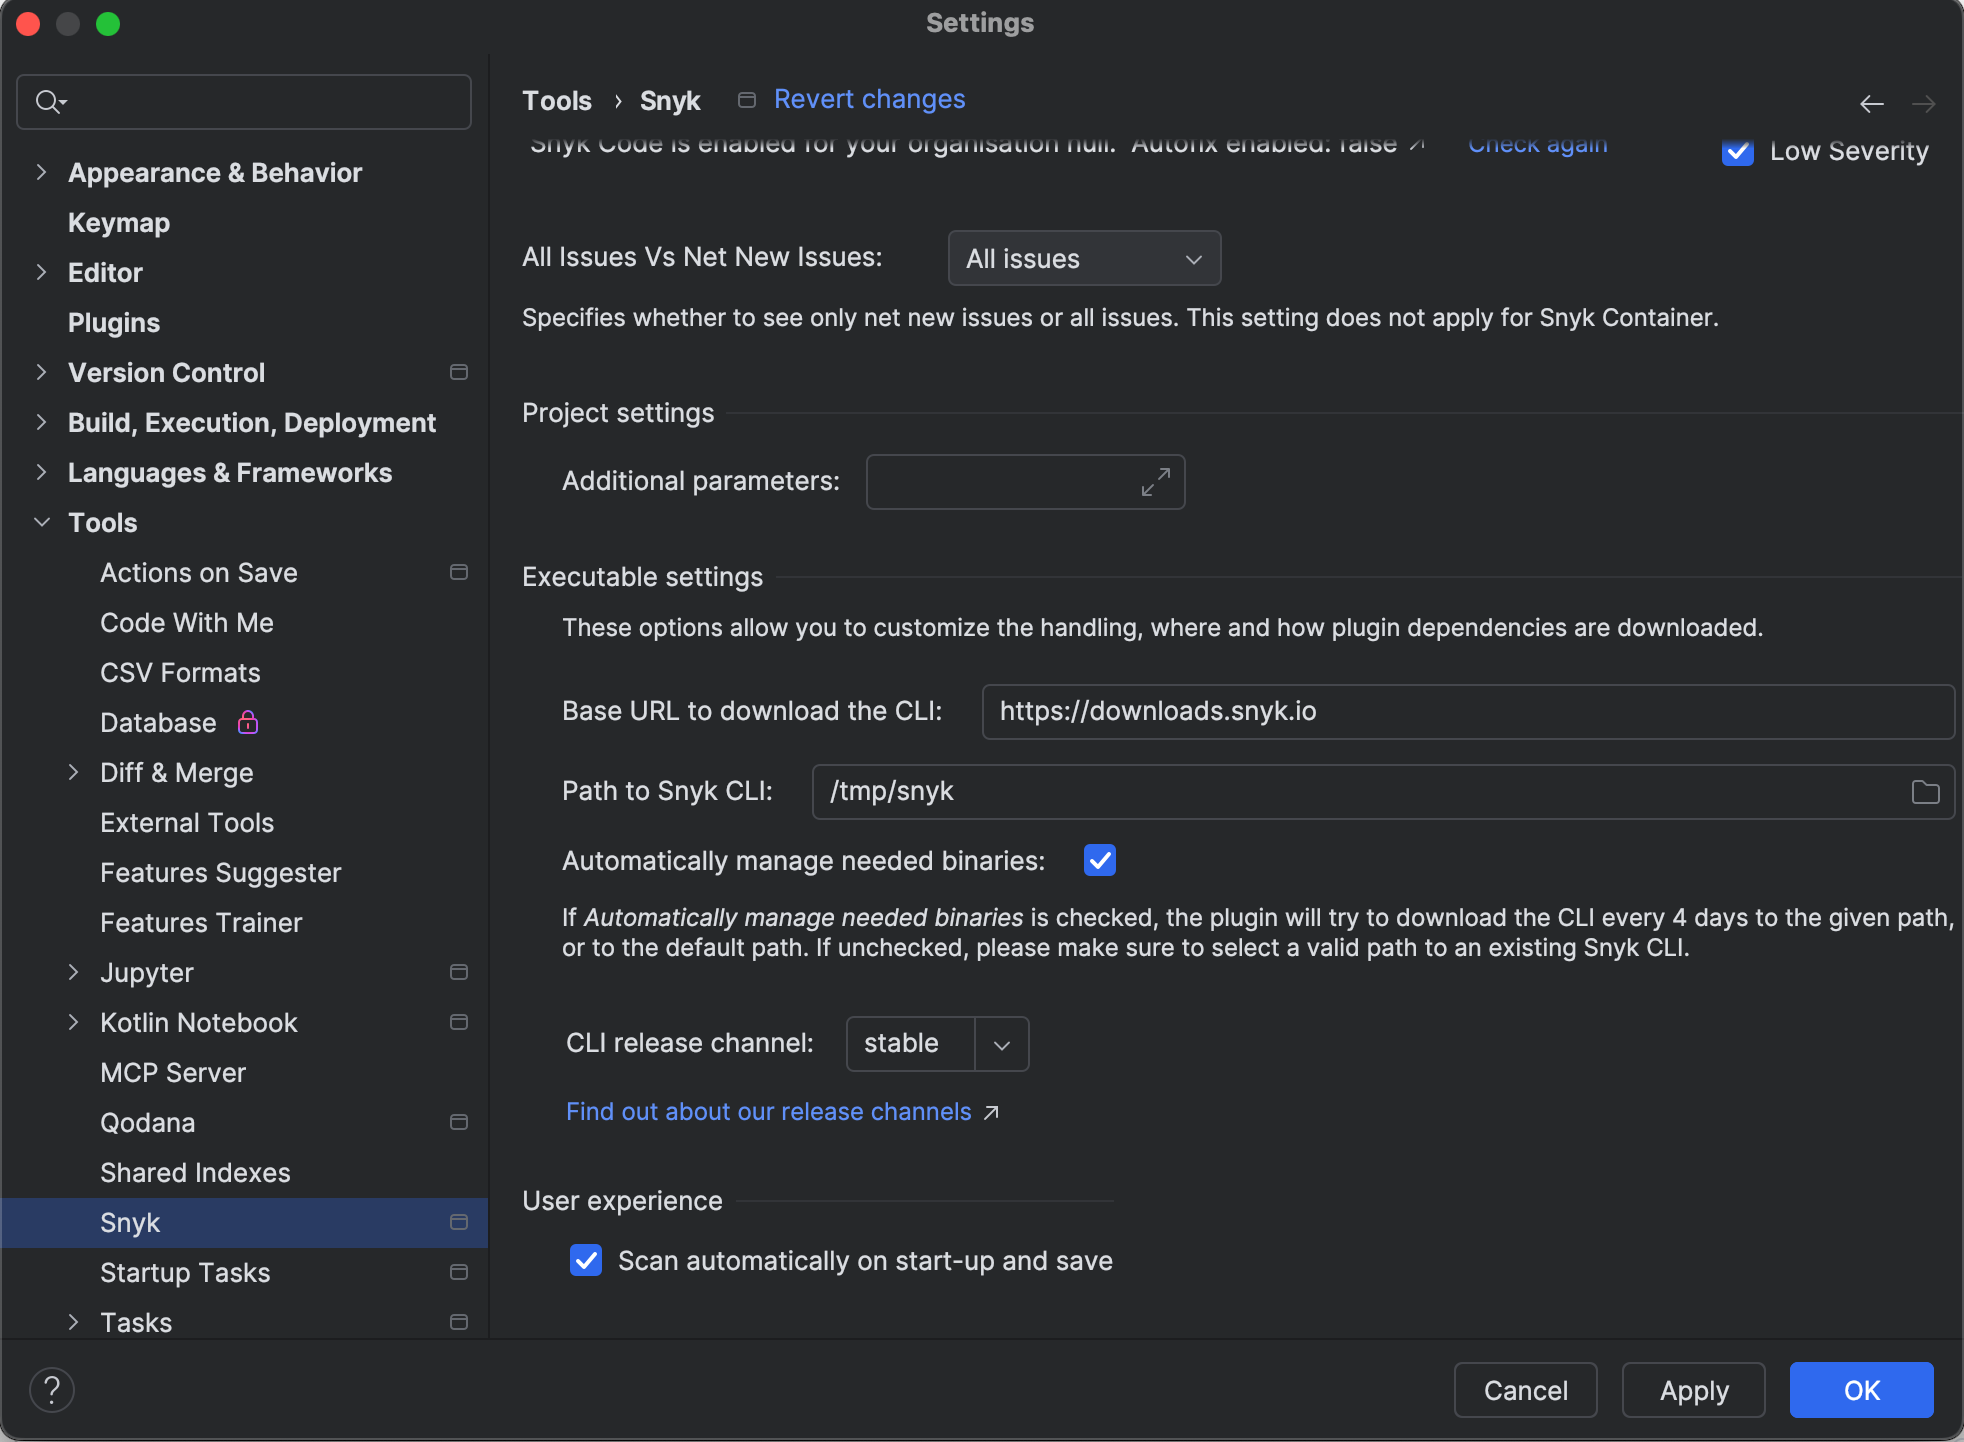 Settings
Tools › Snyk Revert changes
Snyk Code is enabled for your organisation null. Autofix enabled: false ↗ Check again
Low Severity
Appearance & Behavior
Keymap
Editor
Plugins
Version Control
Build, Execution, Deployment
Languages & Frameworks
Tools
Actions on Save
Code With Me
CSV Formats
Database
Diff & Merge
External Tools
Features Suggester
Features Trainer
Jupyter
Kotlin Notebook
MCP Server
Qodana
Shared Indexes
Snyk
Startup Tasks
Tasks
All Issues Vs Net New Issues: All issues
Specifies whether to see only net new issues or all issues. This setting does not apply for Snyk Container.
Project settings
Additional parameters:
Executable settings
These options allow you to customize the handling, where and how plugin dependencies are downloaded.
Base URL to download the CLI: https://downloads.snyk.io
Path to Snyk CLI: /tmp/snyk
Automatically manage needed binaries:
If Automatically manage needed binaries is checked, the plugin will try to download the CLI every 4 days to the given path,
or to the default path. If unchecked, please make sure to select a valid path to an existing Snyk CLI.
CLI release channel: stable
Find out about our release channels ↗
User experience
Scan automatically on start-up and save
? Cancel Apply OK